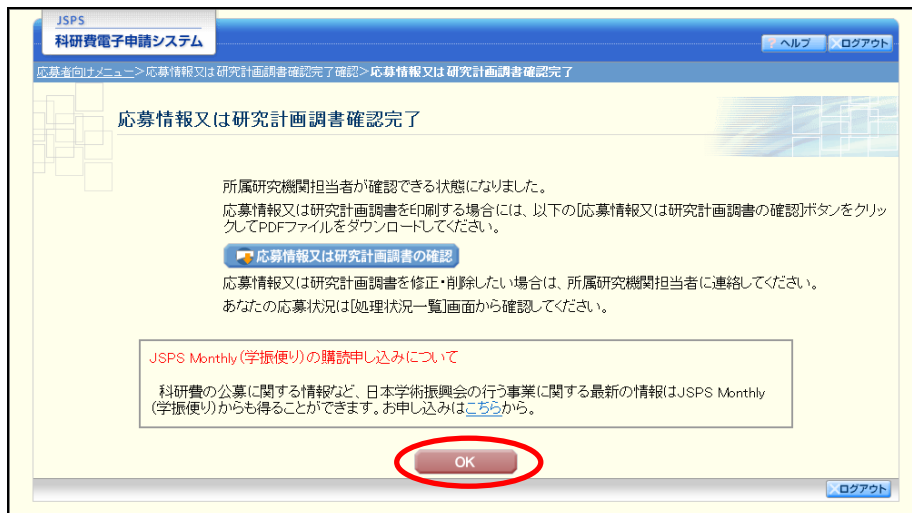 JSPS
科研費電子申請システム
? ヘルプ
×ログアウト
応募者向けメニュー>応募情報又は研究計画調書確認完了確認>応募情報又は研究計画調書確認完了
応募情報又は研究計画調書確認完了
所属研究機関担当者が確認できる状態になりました。
応募情報又は研究計画調書を印刷する場合には、以下の[応募情報又は研究計画調書の確認]ボタンをクリッ
クしてPDFファイルをダウンロードしてください。
応募情報又は研究計画調書の確認
応募情報又は研究計画調書を修正・削除したい場合は、所属研究機関担当者に連絡してください。
あなたの応募状況は[処理状況一覧]画面から確認してください。
JSPS Monthly(学振便り)の購読申し込みについて
科研費の公募に関する情報など、日本学術振興会の行う事業に関する最新の情報はJSPS Monthly
(学振便り)からも得ることができます。お申し込みはこちらから。
OK
×ログアウト